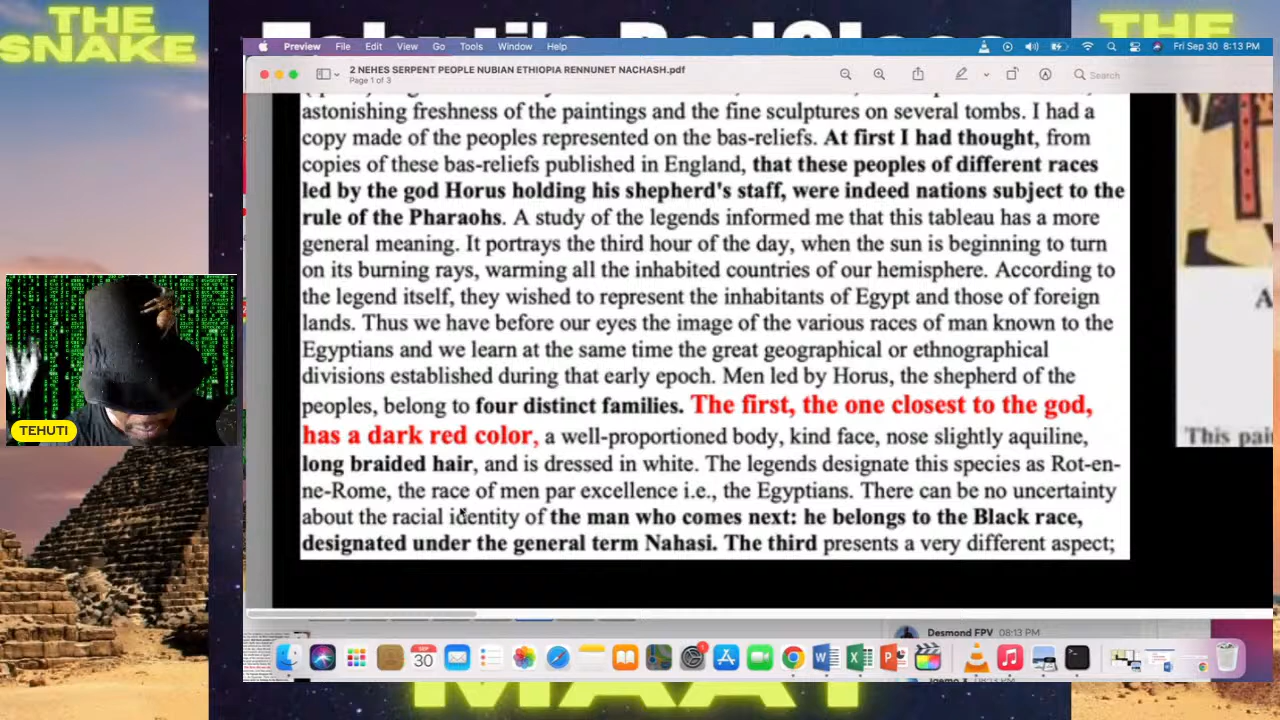 THE
SNAKE
THE
Preview File Edit View Go Tools Window Help
Fri Sep 30 8:13 PM
2 NEHES SERPENT PEOPLE NUBIAN ETHIOPIA RENNUNET NACHASH.pdf
Page 1 of 3
Search
astonishing freshness of the paintings and the fine sculptures on several tombs. I had a
copy made of the peoples represented on the bas-reliefs. At first I had thought, from
copies of these bas-reliefs published in England, that these peoples of different races
led by the god Horus holding his shepherd's staff, were indeed nations subject to the
rule of the Pharaohs. A study of the legends informed me that this tableau has a more
general meaning. It portrays the third hour of the day, when the sun is beginning to turn
on its burning rays, warming all the inhabited countries of our hemisphere. According to
the legend itself, they wished to represent the inhabitants of Egypt and those of foreign
lands. Thus we have before our eyes the image of the various races of man known to the
Egyptians and we learn at the same time the great geographical or ethnographical
divisions established during that early epoch. Men led by Horus, the shepherd of the
peoples, belong to four distinct families. The first, the one closest to the god,
has a dark red color, a well-proportioned body, kind face, nose slightly aquiline,
long braided hair, and is dressed in white. The legends designate this species as Rot-en-
ne-Rome, the race of men par excellence i.e., the Egyptians. There can be no uncertainty
about the racial identity of the man who comes next: he belongs to the Black race,
designated under the general term Nahasi. The third presents a very different aspect;
A
This pai
TEHUTI
SEP
30
Desmond FPV 08:13 PM
MAAT